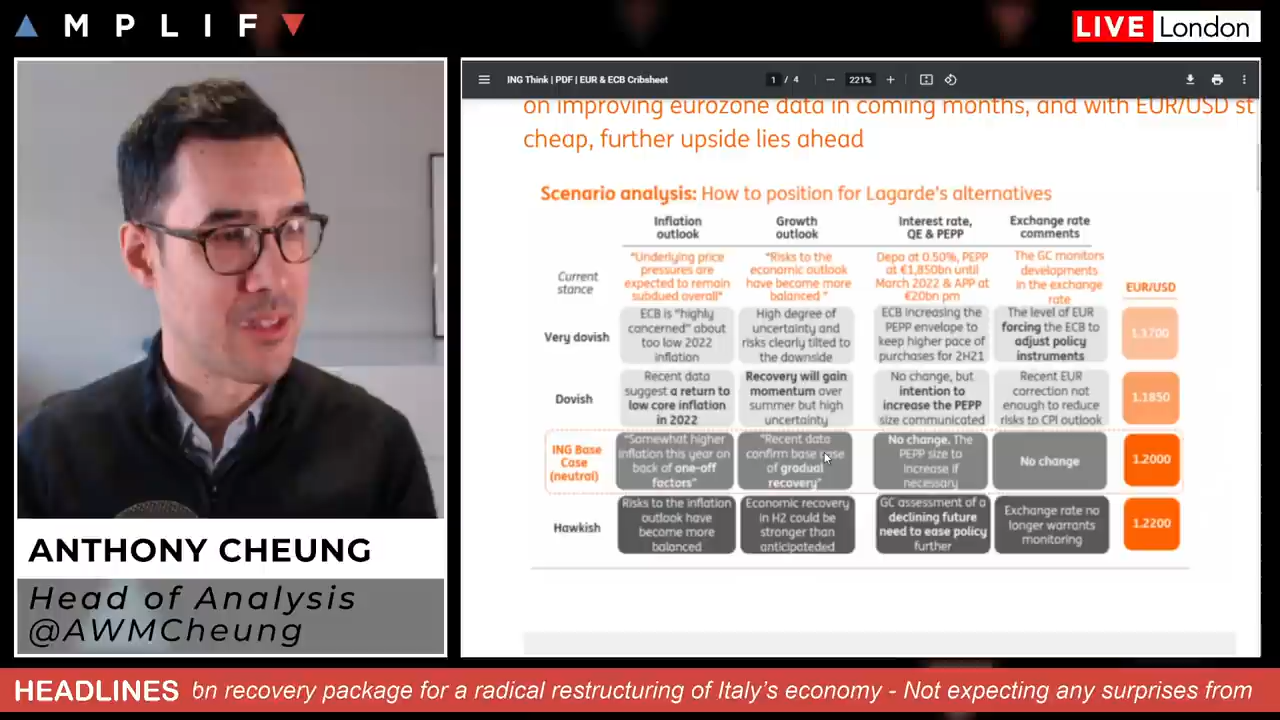 AMPLIFY
LIVE London
ING Think | PDF | EUR & ECB Cribsheet
1 / 4
221%
on improving eurozone data in coming months, and with EUR/USD st
cheap, further upside lies ahead
Scenario analysis: How to position for Lagarde's alternatives
Inflation
outlook
Growth
outlook
Interest rate,
QE & PEPP
Exchange rate
comments
EUR/USD
Current
stance
"Underlying price
pressures are
expected to remain
subdued overall"
"Risks to the
economic outlook
have become more
balanced "
Depo at 0.50%, PEPP
at €1,850bn until
March 2022 & APP at
€20bn pm
The GC monitors
developments
in the exchange
rate
Very dovish
ECB is "highly
concerned" about
too low 2022
inflation
High degree of
uncertainty and
risks clearly tilted to
the downside
ECB increasing the
PEPP envelope to
keep higher pace of
purchases for 2H21
The level of EUR
forcing the ECB to
adjust policy
instruments
1.1700
Dovish
Recent data
suggest a return to
low core inflation
in 2022
Recovery will gain
momentum over
summer but high
uncertainty
No change, but
intention to
increase the PEPP
size communicated
Recent EUR
correction not
enough to reduce
risks to CPI outlook
1.1850
ING Base
Case
(neutral)
"Somewhat higher
inflation this year on
back of one-off
factors"
"Recent data
confirm base case
of gradual
recovery"
No change. The
PEPP size to
increase if
necessary
No change
1.2000
Hawkish
Risks to the inflation
outlook have
become more
balanced
Economic recovery
in H2 could be
stronger than
anticipateded
GC assessment of a
declining future
need to ease policy
further
Exchange rate no
longer warrants
monitoring
1.2200
ANTHONY CHEUNG
Head of Analysis
@AWMCheung
HEADLINES bn recovery package for a radical restructuring of Italy's economy - Not expecting any surprises from